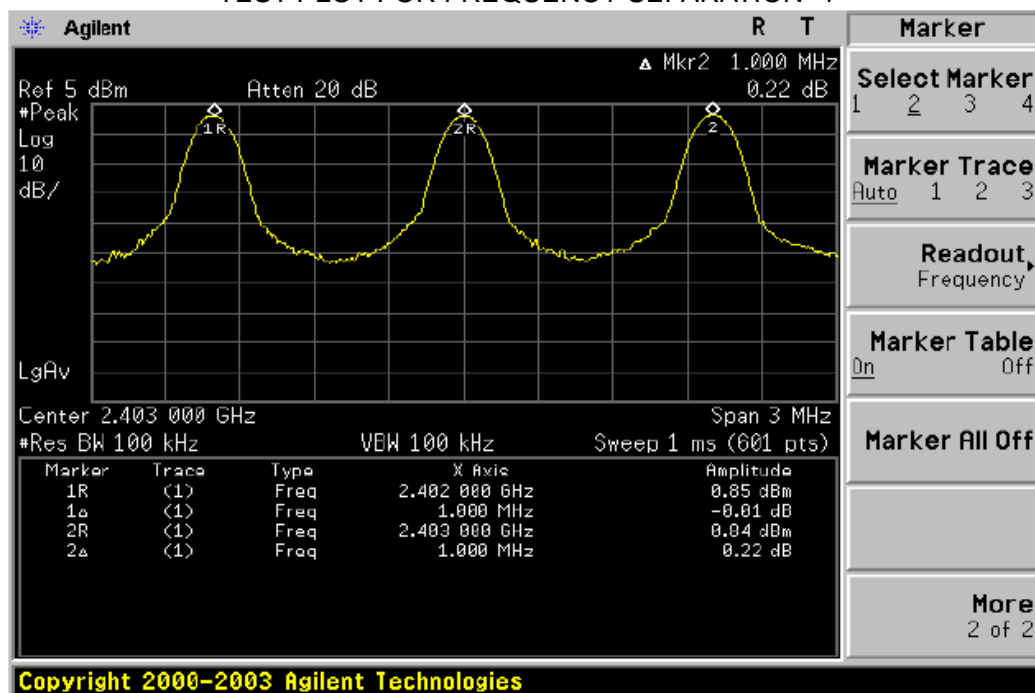 Agilent R T
Δ Mkr2 1.000 MHz
Ref 5 dBm Atten 20 dB 0.22 dB
#Peak
Log
10
dB/
1R
2R
2
LgAv
Center 2.403 000 GHz Span 3 MHz
#Res BW 100 kHz VBW 100 kHz Sweep 1 ms (601 pts)
Marker Trace Type X Axis Amplitude
1R (1) Freq 2.402 000 GHz 0.85 dBm
1Δ (1) Freq 1.000 MHz -0.01 dB
2R (1) Freq 2.403 000 GHz 0.84 dBm
2Δ (1) Freq 1.000 MHz 0.22 dB
Marker
Select Marker
1 2 3 4
Marker Trace
Auto 1 2 3
Readout
Frequency
Marker Table
On Off
Marker All Off
More
2 of 2
Copyright 2000-2003 Agilent Technologies